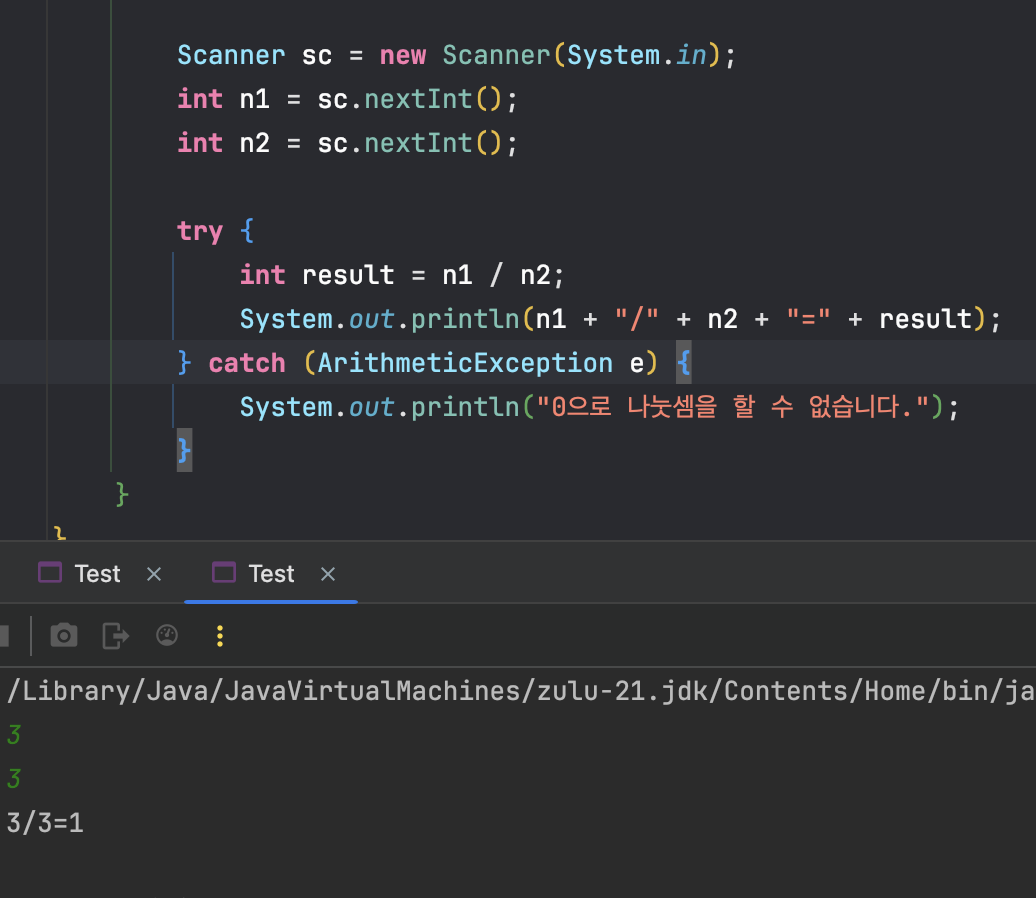 Scanner sc = new Scanner(System.in);
int n1 = sc.nextInt();
int n2 = sc.nextInt();
try {
int result = n1 / n2;
System.out.println(n1 + "/" + n2 + "=" + result);
} catch (ArithmeticException e) {
System.out.println("0으로 나눗셈을 할 수 없습니다.");
}
}
}
Test × Test ×
/Library/Java/JavaVirtualMachines/zulu-21.jdk/Contents/Home/bin/ja
3
3
3/3=1